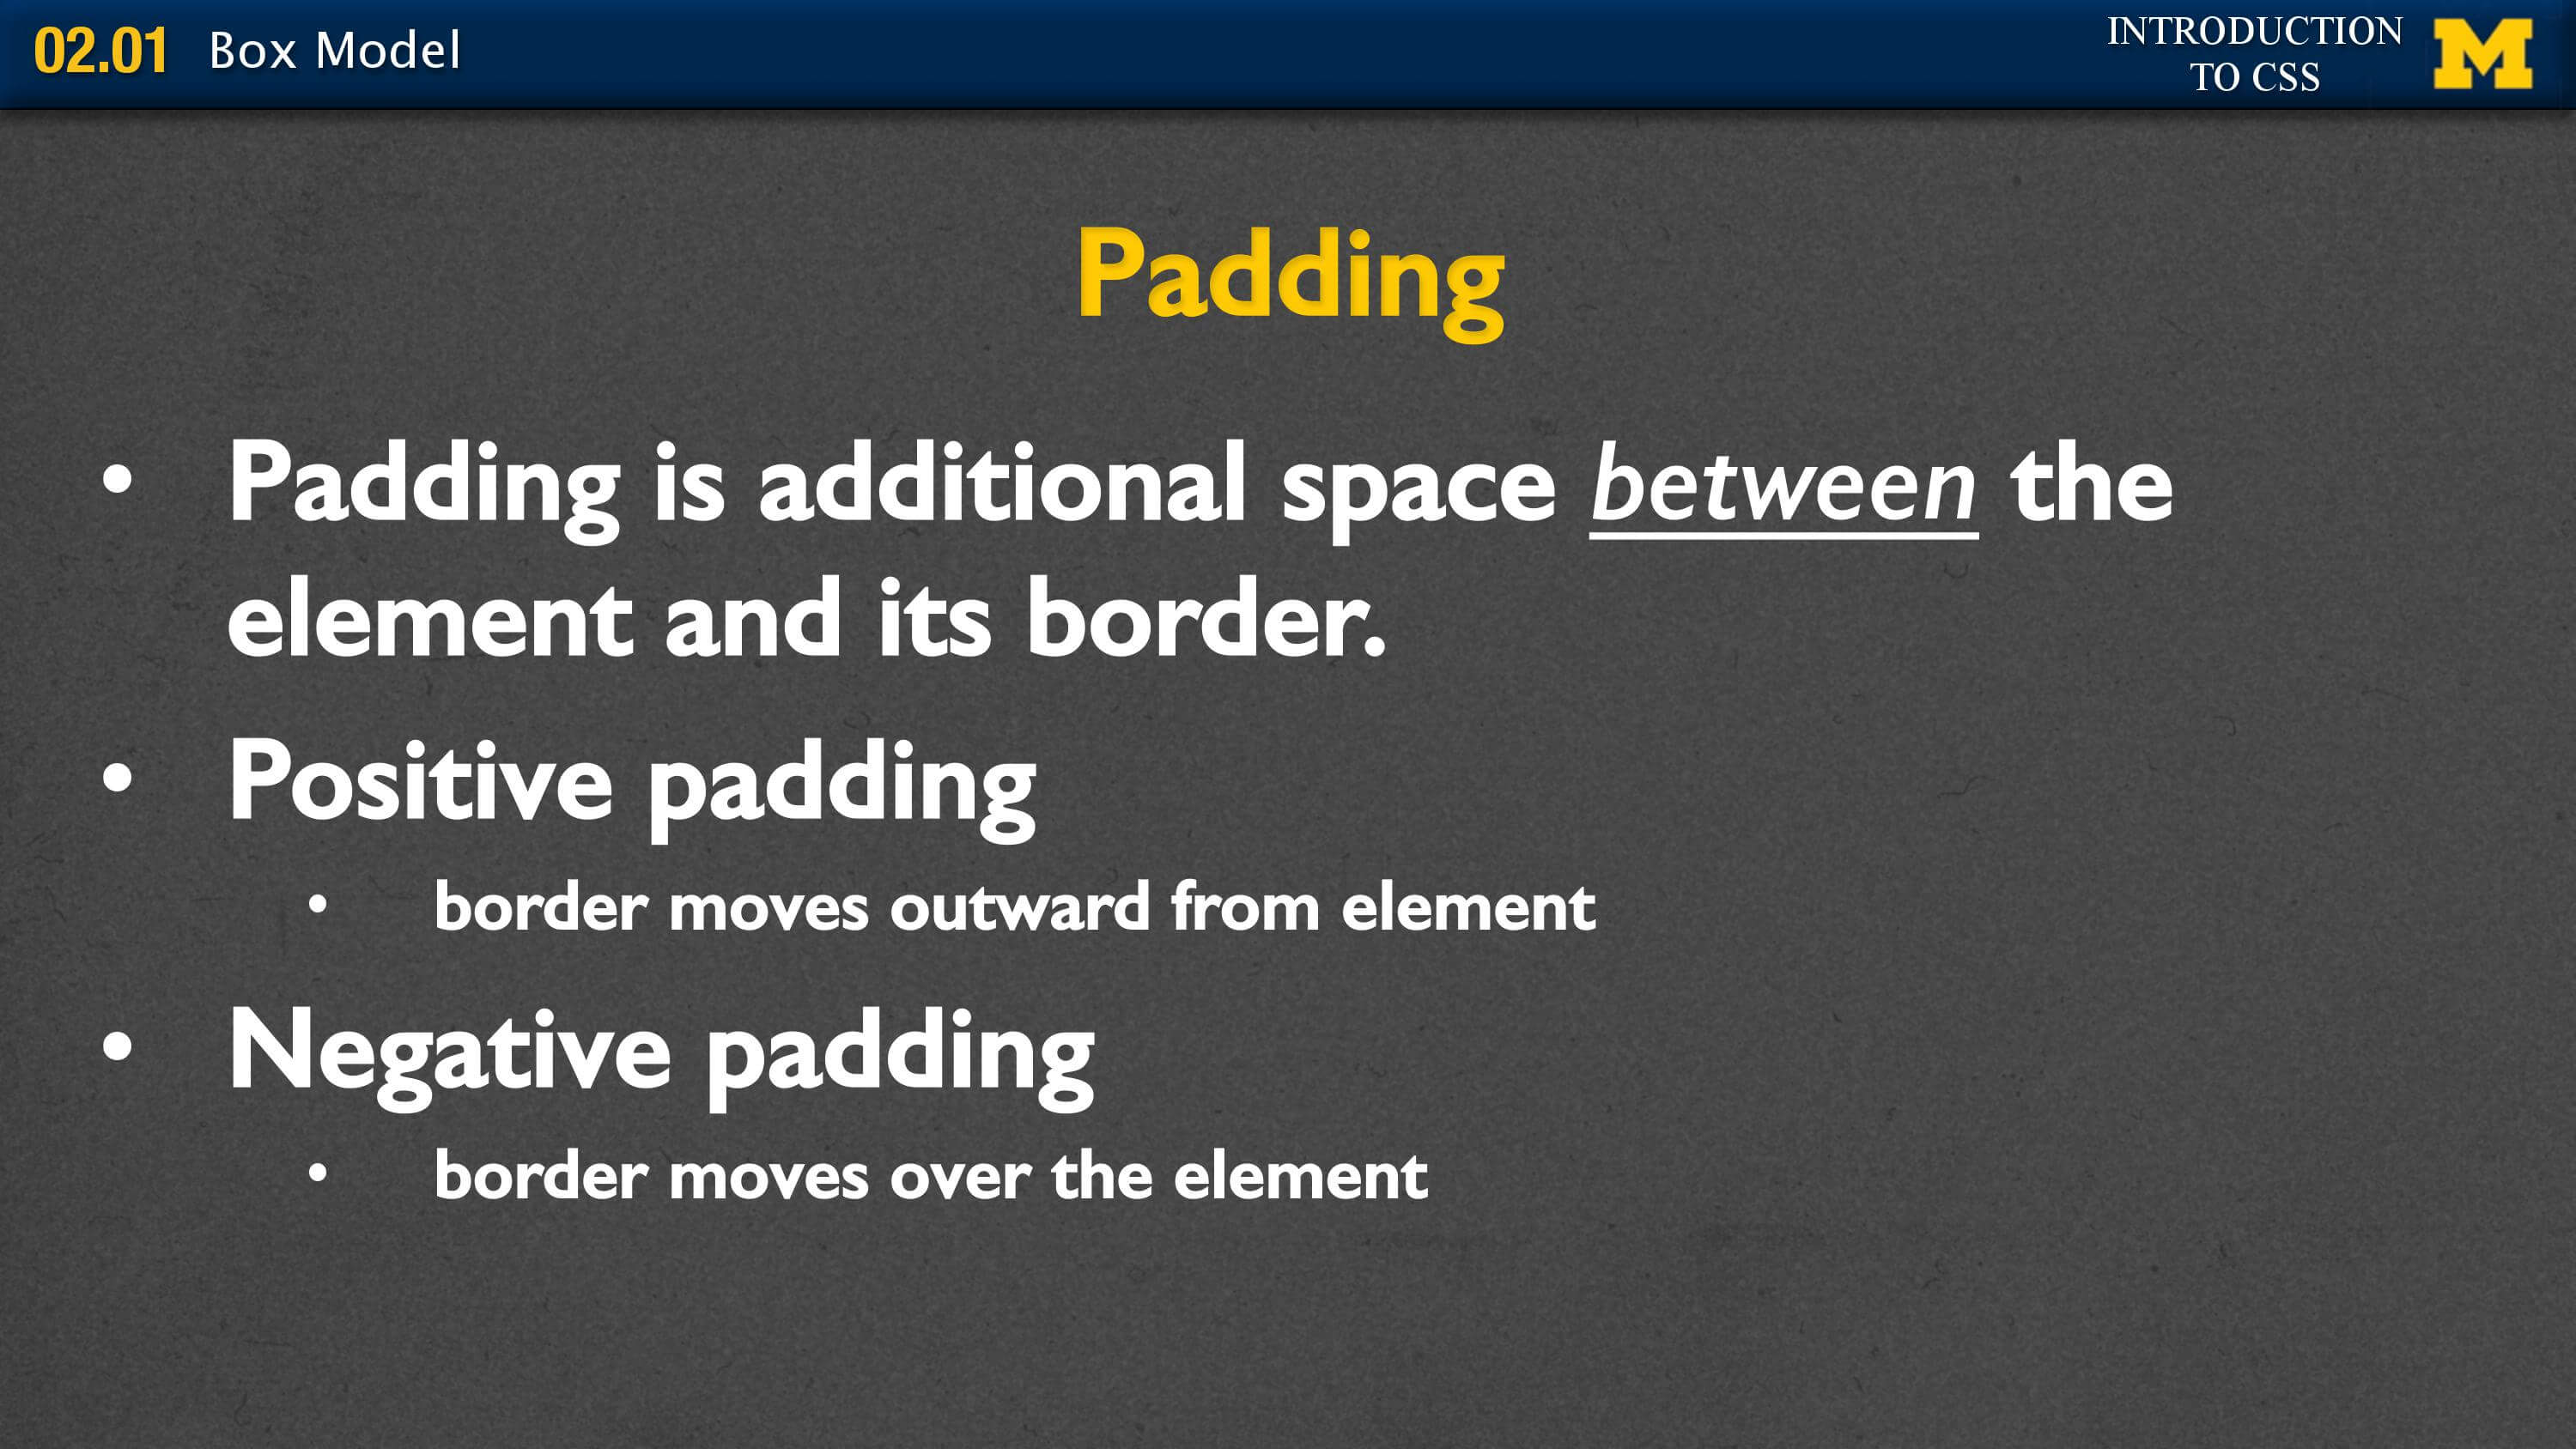 02.01 Box Model
INTRODUCTION
TO CSS
M
Padding
• Padding is additional space between the
element and its border.
• Positive padding
• border moves outward from element
• Negative padding
• border moves over the element